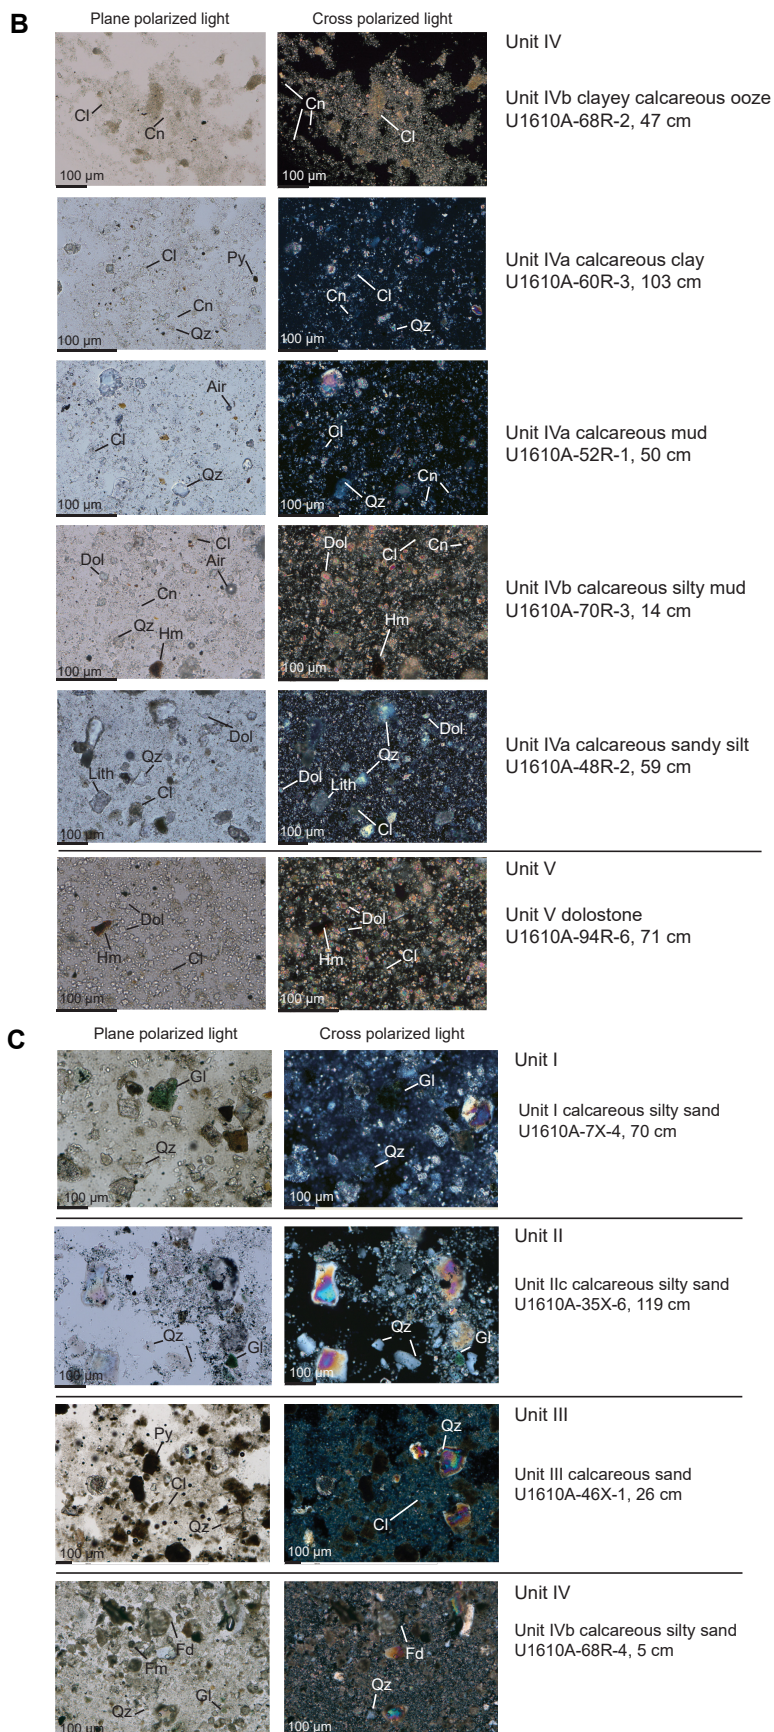 B
Plane polarized light
Cross polarized light
Unit IV
Cl
Cn
100 µm
Cn
Cl
100 µm
Unit IVb clayey calcareous ooze
U1610A-68R-2, 47 cm
Cl
Py
Cn
Qz
100 µm
Cn
Cl
Qz
100 µm
Unit IVa calcareous clay
U1610A-60R-3, 103 cm
Air
Cl
Qz
100 µm
Cl
Qz
Cn
100 µm
Unit IVa calcareous mud
U1610A-52R-1, 50 cm
Cl
Dol
Air
Cn
Qz
Hm
100 µm
Dol
Cl
Cn
Hm
100 µm
Unit IVb calcareous silty mud
U1610A-70R-3, 14 cm
Dol
Qz
Lith
Cl
100 µm
Dol
Qz
Dol
Lith
Cl
100 µm
Unit IVa calcareous sandy silt
U1610A-48R-2, 59 cm
Dol
Hm
Cl
100 µm
Dol
Hm
Cl
100 µm
Unit V
Unit V dolostone
U1610A-94R-6, 71 cm
C
Plane polarized light
Cross polarized light
Gl
Qz
100 µm
Gl
Qz
100 µm
Unit I
Unit I calcareous silty sand
U1610A-7X-4, 70 cm
Qz
Gl
100 µm
Qz
Gl
100 µm
Unit II
Unit IIc calcareous silty sand
U1610A-35X-6, 119 cm
Py
Cl
Qz
100 µm
Qz
Cl
100 µm
Unit III
Unit III calcareous sand
U1610A-46X-1, 26 cm
Fd
Fm
Gl
Qz
100 µm
Fd
Qz
100 µm
Unit IV
Unit IVb calcareous silty sand
U1610A-68R-4, 5 cm